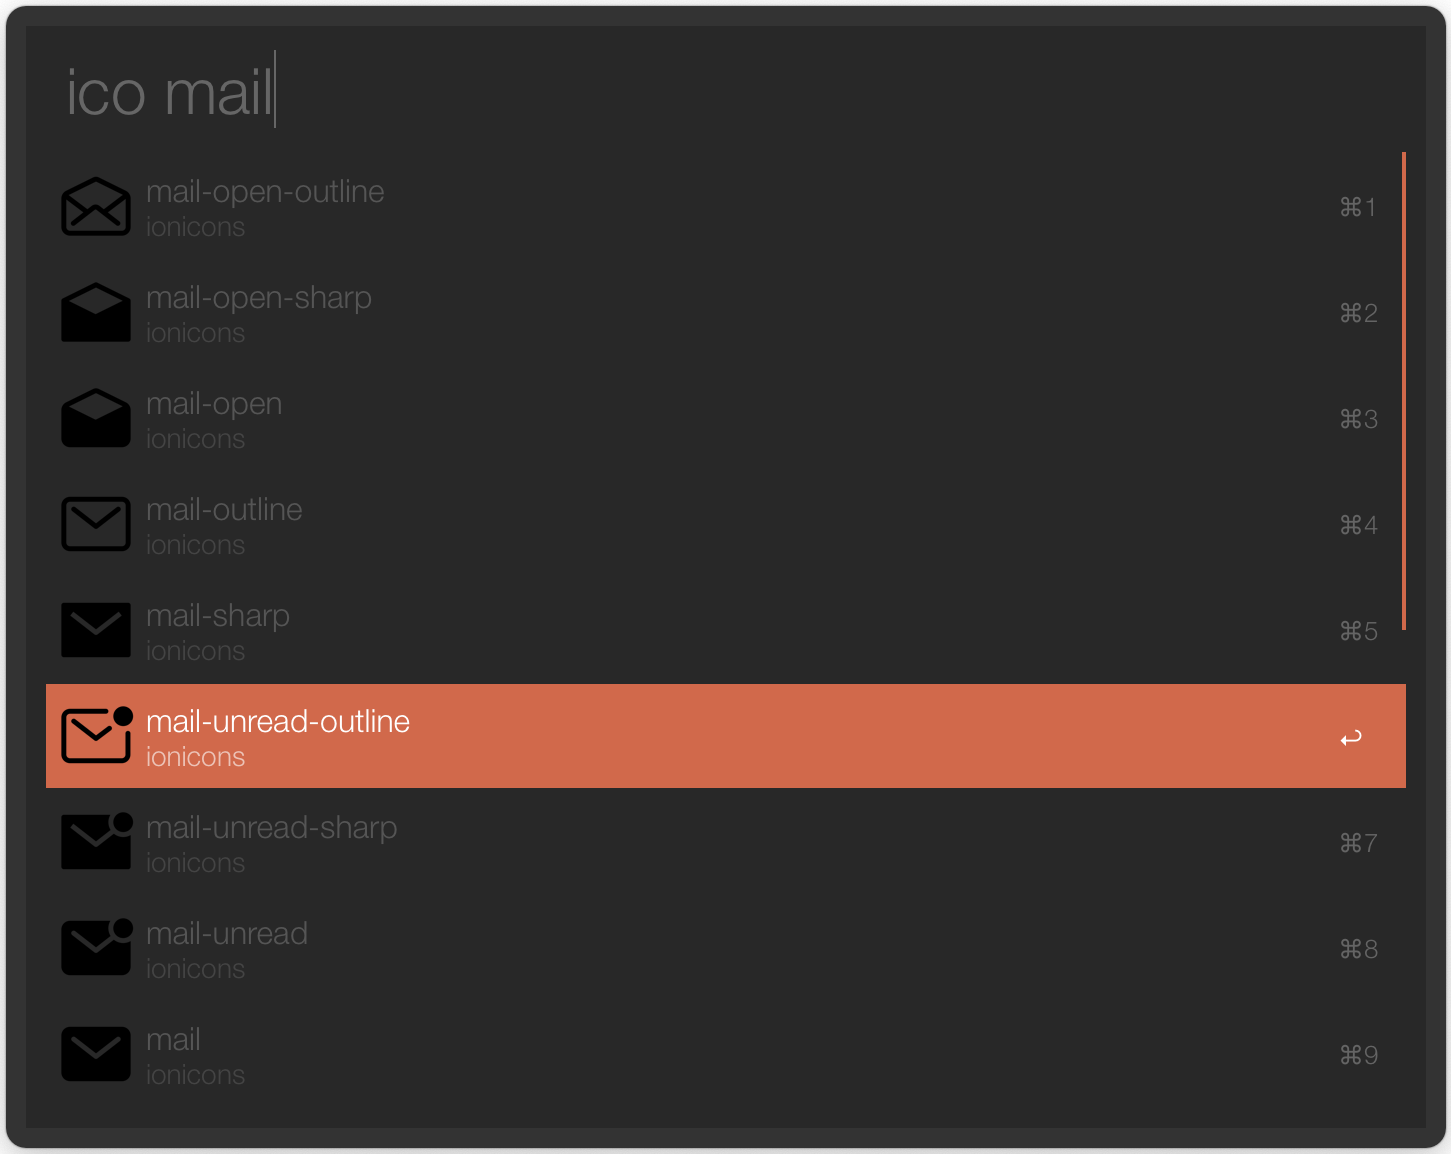 ico mail
mail-open-outline
ionicons
⌘1
mail-open-sharp
ionicons
⌘2
mail-open
ionicons
⌘3
mail-outline
ionicons
⌘4
mail-sharp
ionicons
⌘5
mail-unread-outline
ionicons
mail-unread-sharp
ionicons
⌘7
mail-unread
ionicons
⌘8
mail
ionicons
⌘9